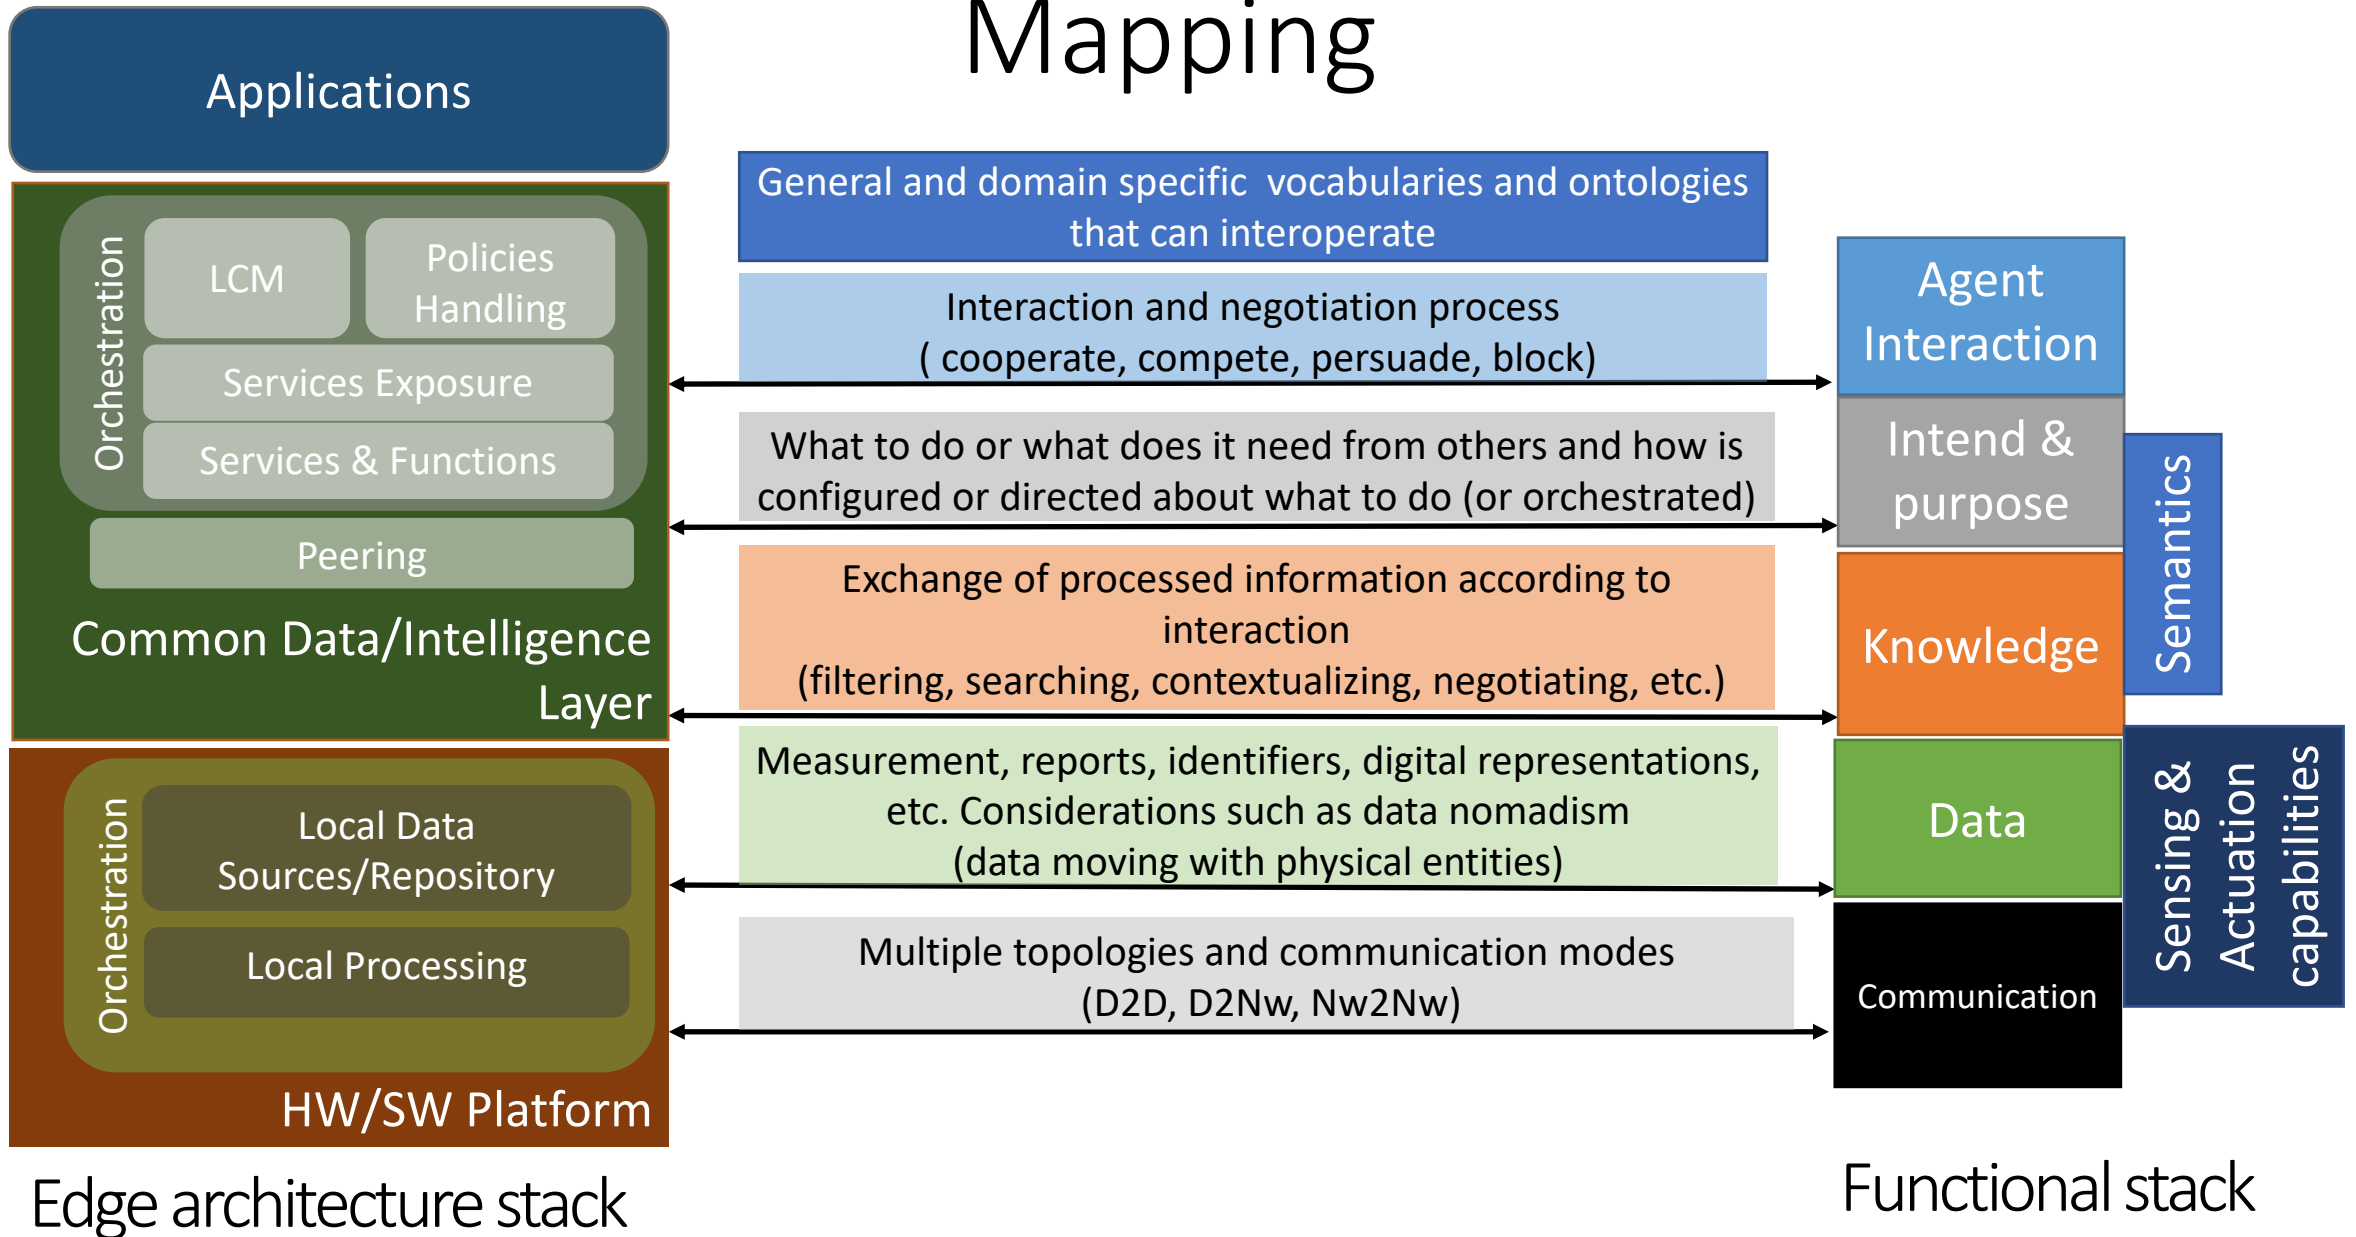 Mapping
Applications
Orchestration
LCM
Policies
Handling
Services Exposure
Services & Functions
Peering
Common Data/Intelligence
Layer
Orchestration
Local Data
Sources/Repository
Local Processing
HW/SW Platform
Edge architecture stack
General and domain specific  vocabularies and ontologies
that can interoperate
Interaction and negotiation process
( cooperate, compete, persuade, block)
What to do or what does it need from others and how is
configured or directed about what to do (or orchestrated)
Exchange of processed information according to
interaction
(filtering, searching, contextualizing, negotiating, etc.)
Measurement, reports, identifiers, digital representations,
etc. Considerations such as data nomadism
(data moving with physical entities)
Multiple topologies and communication modes
(D2D, D2Nw, Nw2Nw)
Agent
Interaction
Intend &
purpose
Knowledge
Data
Communication
Semantics
Sensing &
Actuation
capabilities
Functional stack